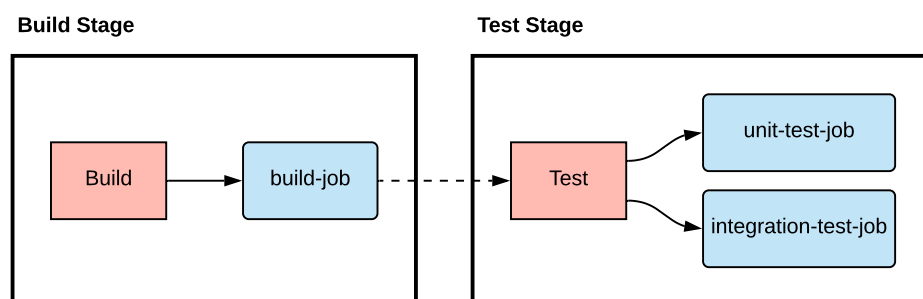 Build Stage
Test Stage
Build
build-job
Test
unit-test-job
integration-test-job